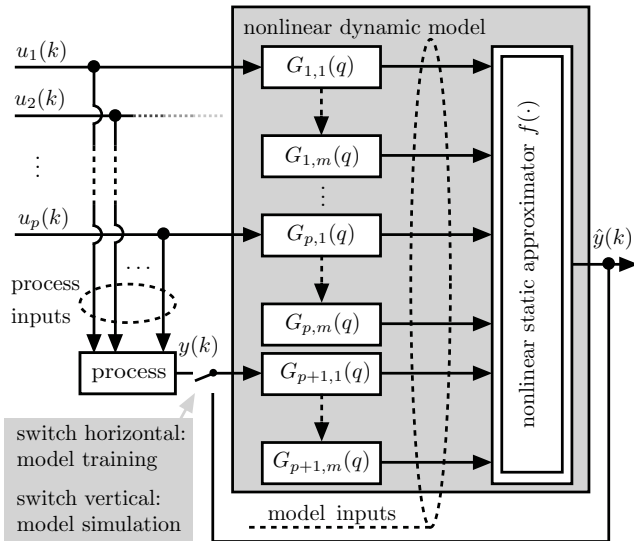 nonlinear dynamic model
u₁(k)
G₁,₁(q)
u₂(k)
⋮
G₁,ₘ(q)
⋮
uₚ(k)
Gₚ,₁(q)
⋯
process
inputs
Gₚ,ₘ(q)
y(k)
process
Gₚ₊₁,₁(q)
Gₚ₊₁,ₘ(q)
nonlinear static approximator f(·)
ŷ(k)
switch horizontal:
model training
switch vertical:
model simulation
model inputs